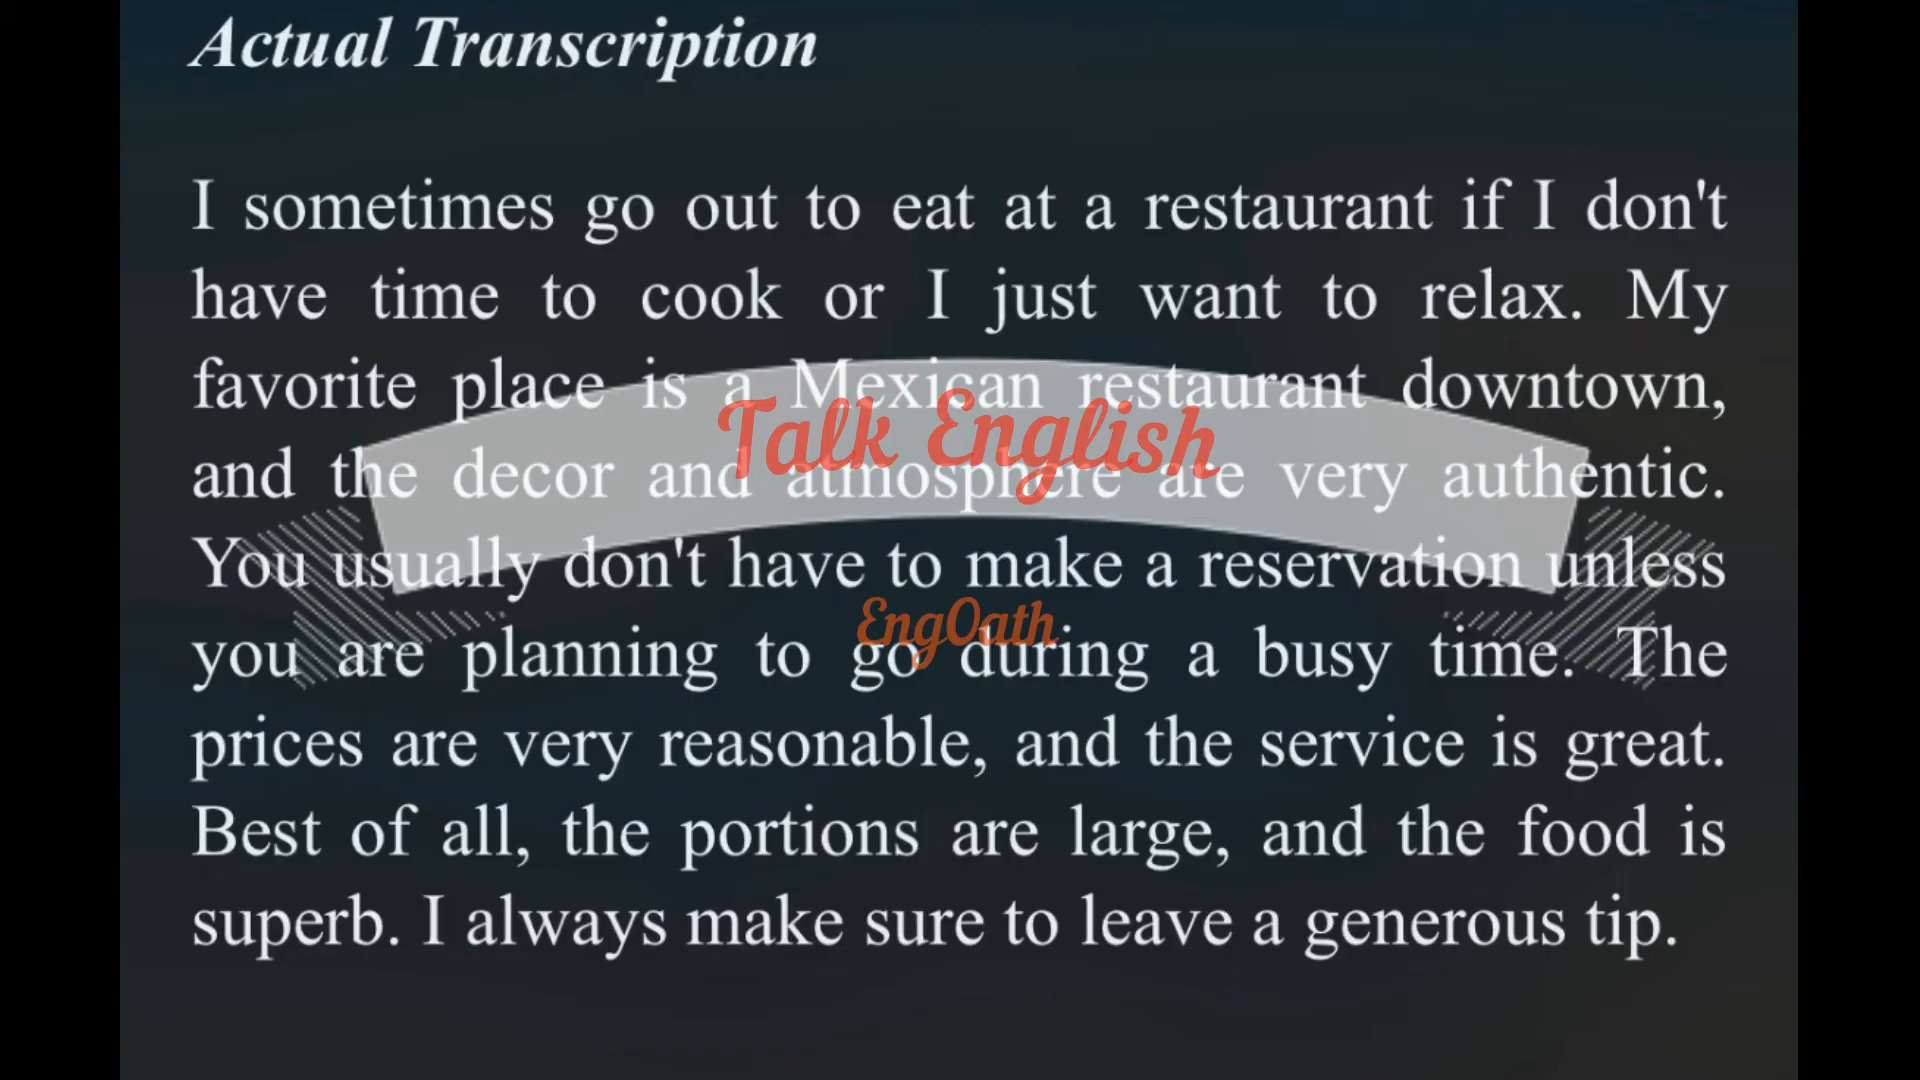 Actual Transcription
I sometimes go out to eat at a restaurant if I don't
have time to cook or I just want to relax. My
favorite place is a Mexican restaurant downtown,
Talk English
and the decor and atmosphere are very authentic.
You usually don't have to make a reservation unless
EngOath
you are planning to go during a busy time. The
prices are very reasonable, and the service is great.
Best of all, the portions are large, and the food is
superb. I always make sure to leave a generous tip.